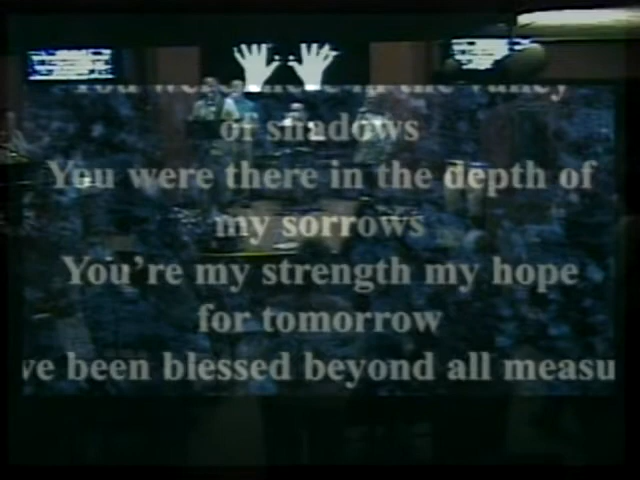 You were there in the valley
of shadows
You were there in the depth of
my sorrows
You're my strength my hope
for tomorrow
ve been blessed beyond all measu